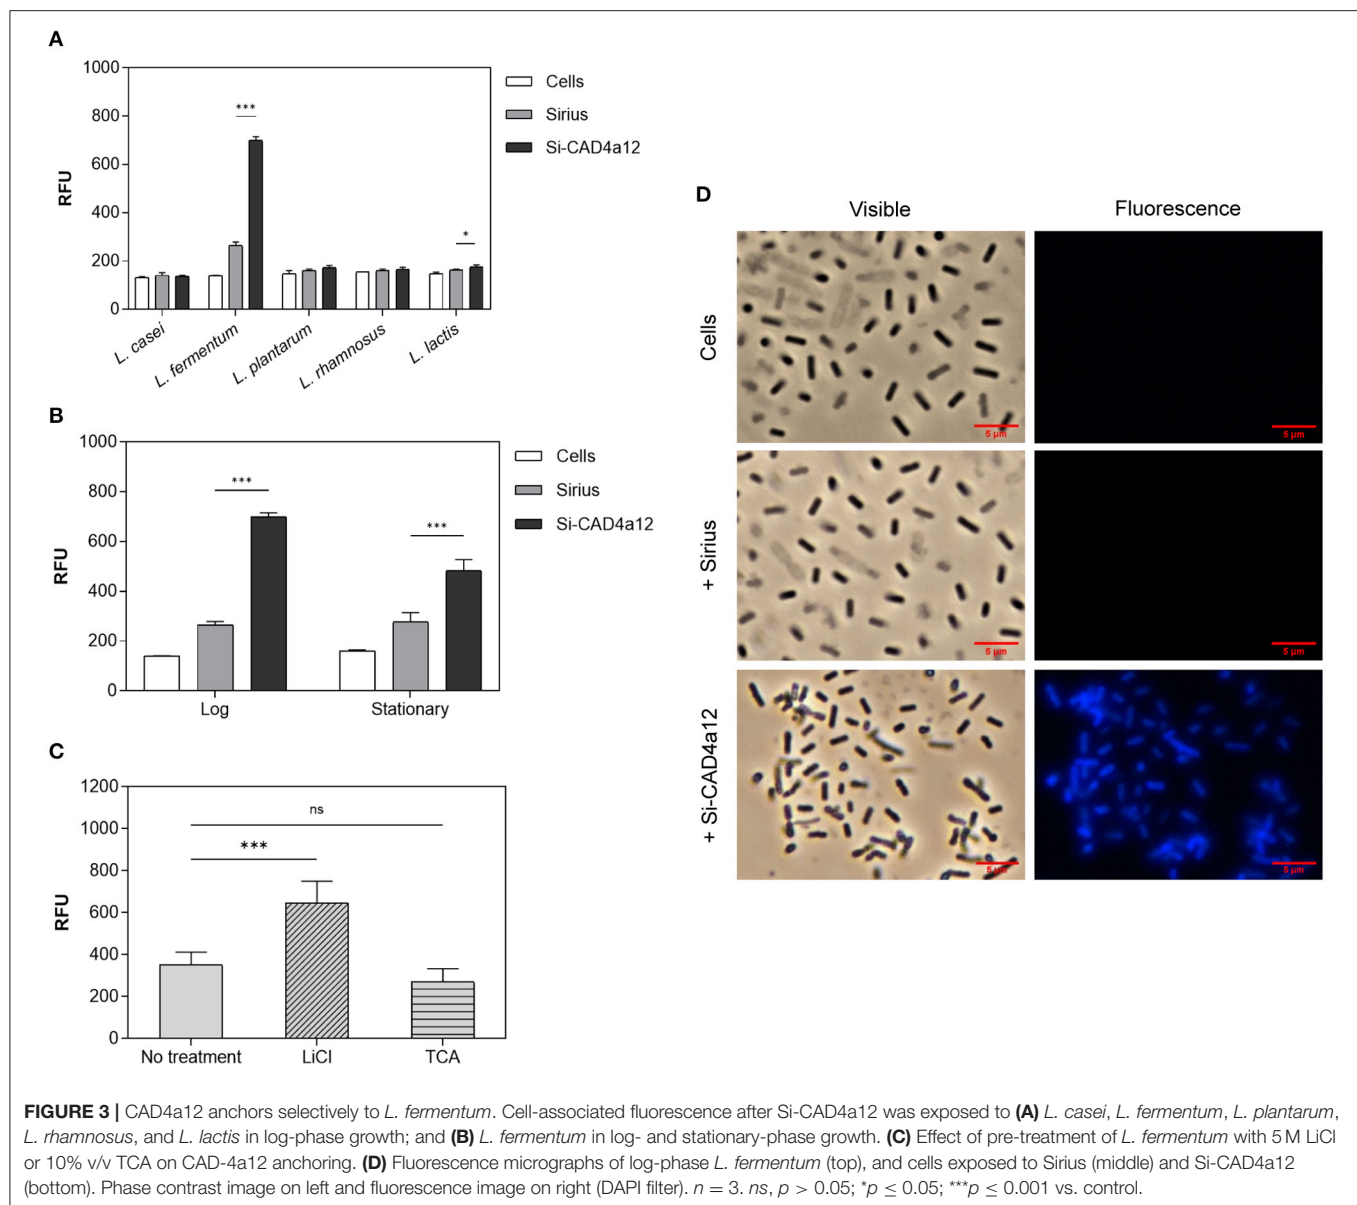 A
1000
800
600
400
200
0
RFU
***
*
Cells
Sirius
Si-CAD4a12
L. casei
L. fermentum
L. plantarum
L. rhamnosus
L. lactis
B
1000
800
600
400
200
0
RFU
***
***
Cells
Sirius
Si-CAD4a12
Log Stationary
C
1200
1000
800
600
400
200
0
RFU
ns
***
No treatment LiCl TCA
D
Visible Fluorescence
Cells
5 µm 5 µm
+ Sirius
5 µm 5 µm
+ Si-CAD4a12
5 µm 5 µm
FIGURE 3 | CAD4a12 anchors selectively to L. fermentum. Cell-associated fluorescence after Si-CAD4a12 was exposed to (A) L. casei, L. fermentum, L. plantarum,
L. rhamnosus, and L. lactis in log-phase growth; and (B) L. fermentum in log- and stationary-phase growth. (C) Effect of pre-treatment of L. fermentum with 5 M LiCl
or 10% v/v TCA on CAD-4a12 anchoring. (D) Fluorescence micrographs of log-phase L. fermentum (top), and cells exposed to Sirius (middle) and Si-CAD4a12
(bottom). Phase contrast image on left and fluorescence image on right (DAPI filter). n = 3. ns, p > 0.05; *p ≤ 0.05; ***p ≤ 0.001 vs. control.